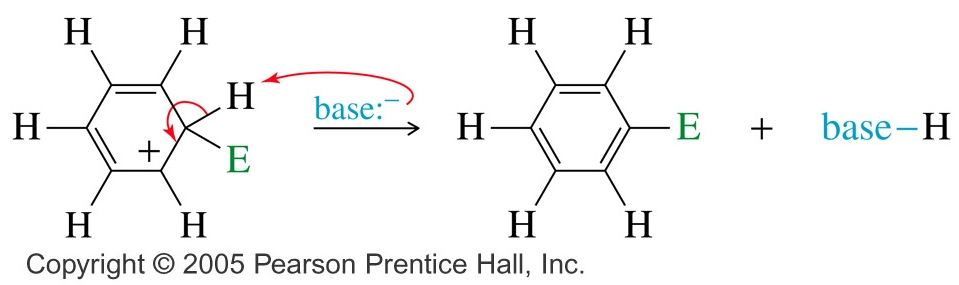 H H H H
H base:⁻ H E + base–H
+ E
H H H H
Copyright © 2005 Pearson Prentice Hall, Inc.